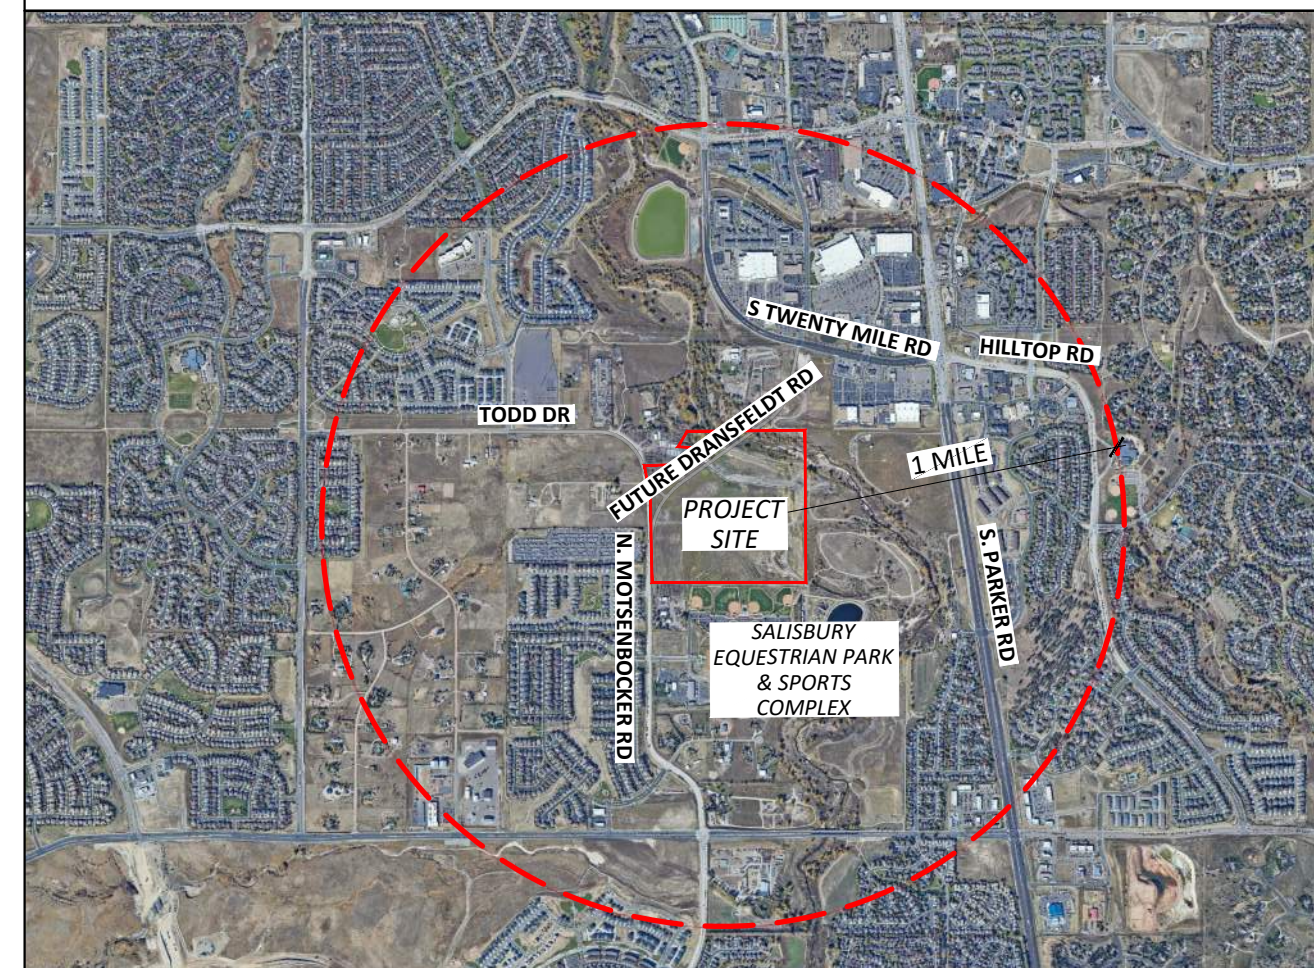 S TWENTY MILE RD
HILLTOP RD
TODD DR
FUTURE DRANSFELDT RD
1 MILE
PROJECT
SITE
N. MOTSENBOCKER RD
S. PARKER RD
SALISBURY
EQUESTRIAN PARK
& SPORTS
COMPLEX